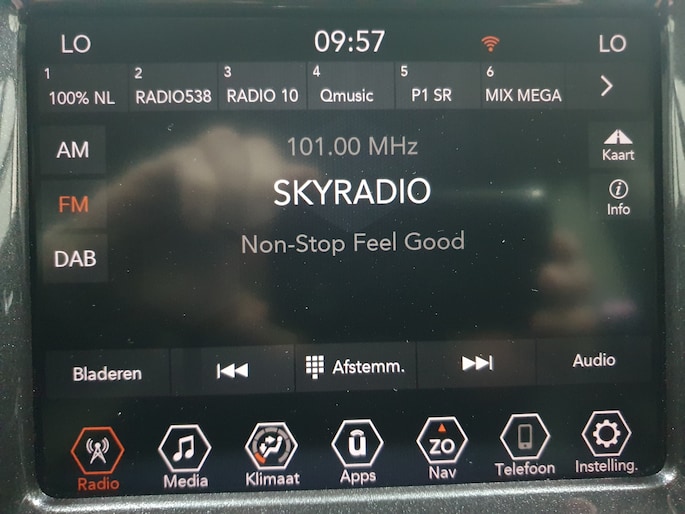 LO 09:57 LO
1 2 3 4 5 6
100% NL RADIO538 RADIO 10 Qmusic P1 SR MIX MEGA
AM 101.00 MHz Kaart
FM SKYRADIO Info
DAB Non-Stop Feel Good
Bladeren Afstemm. Audio
ZO
Radio Media Klimaat Apps Nav Telefoon Instelling.